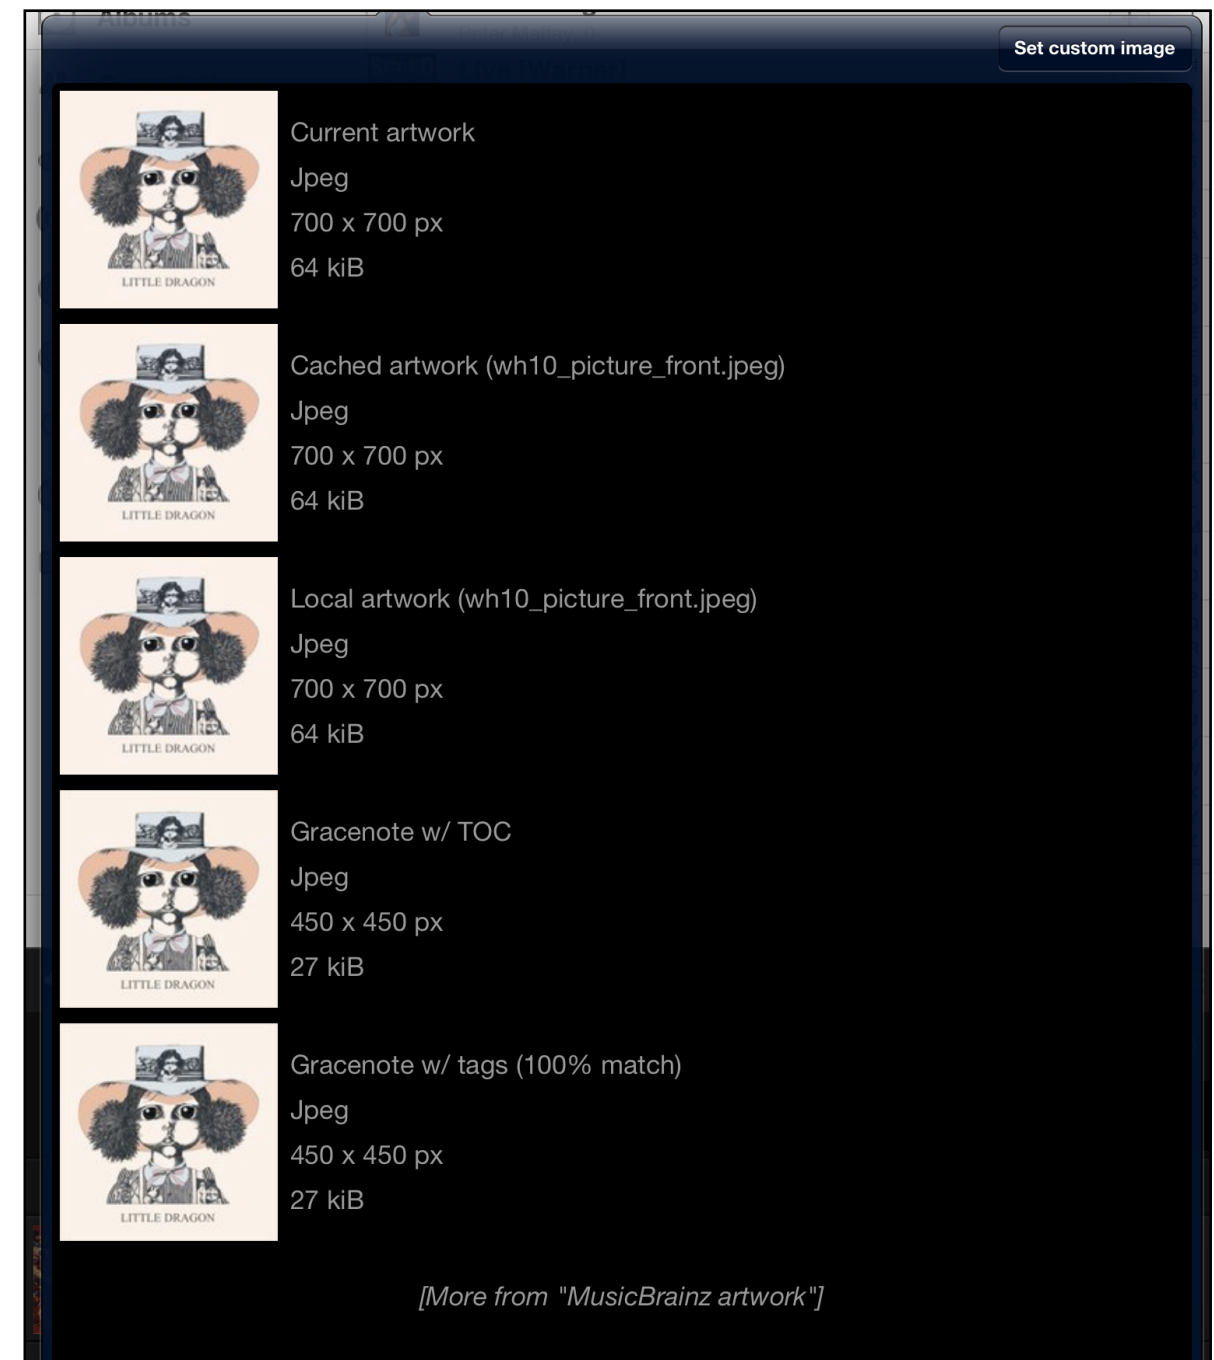 Albums
Live [Warner]
Set custom image
Current artwork
Jpeg
700 x 700 px
64 kiB
LITTLE DRAGON
Cached artwork (wh10_picture_front.jpeg)
Jpeg
700 x 700 px
64 kiB
LITTLE DRAGON
Local artwork (wh10_picture_front.jpeg)
Jpeg
700 x 700 px
64 kiB
LITTLE DRAGON
Gracenote w/ TOC
Jpeg
450 x 450 px
27 kiB
LITTLE DRAGON
Gracenote w/ tags (100% match)
Jpeg
450 x 450 px
27 kiB
LITTLE DRAGON
[More from "MusicBrainz artwork"]